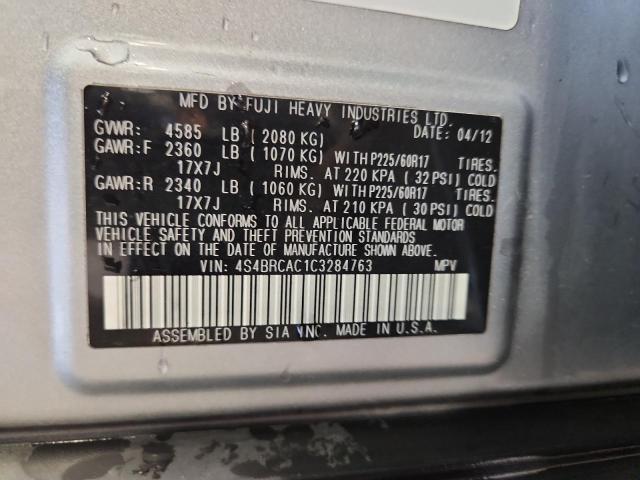 MFD BY FUJI HEAVY INDUSTRIES LTD.
GVWR: 4585 LB ( 2080 KG) DATE: 04/12
GAWR:F 2360 LB ( 1070 KG) WITH P225/60R17 TIRES.
17X7J RIMS. AT 220 KPA ( 32 PSI) COLD
GAWR:R 2340 LB ( 1060 KG) WITH P225/60R17 TIRES.
17X7J RIMS. AT 210 KPA ( 30 PSI) COLD
THIS VEHICLE CONFORMS TO ALL APPLICABLE FEDERAL MOTOR
VEHICLE SAFETY AND THEFT PREVENTION STANDARDS
IN EFFECT ON THE DATE OF MANUFACTURE SHOWN ABOVE.
VIN: 4S4BRCAC1C3284763 MPV
ASSEMBLED BY SIA INC. MADE IN U.S.A.